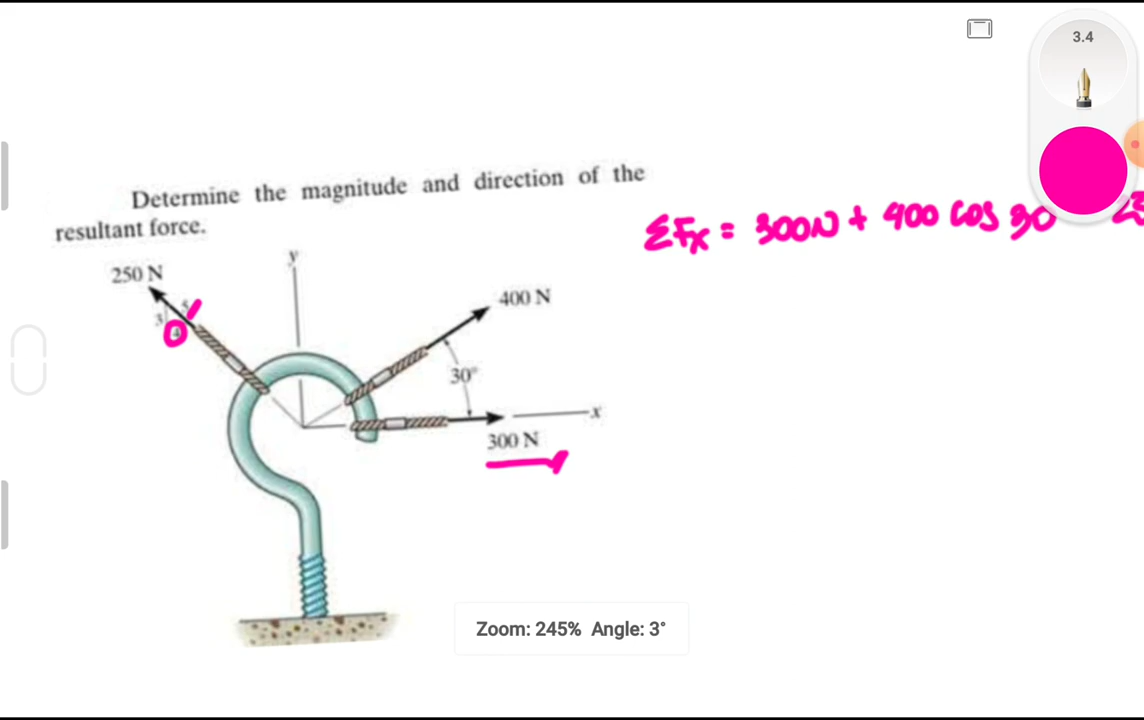 3.4
Determine the magnitude and direction of the
resultant force.
ΣFx = 300N + 400 Cos 30
250 N
y
5
3
4
400 N
30°
x
300 N
Zoom: 245% Angle: 3°